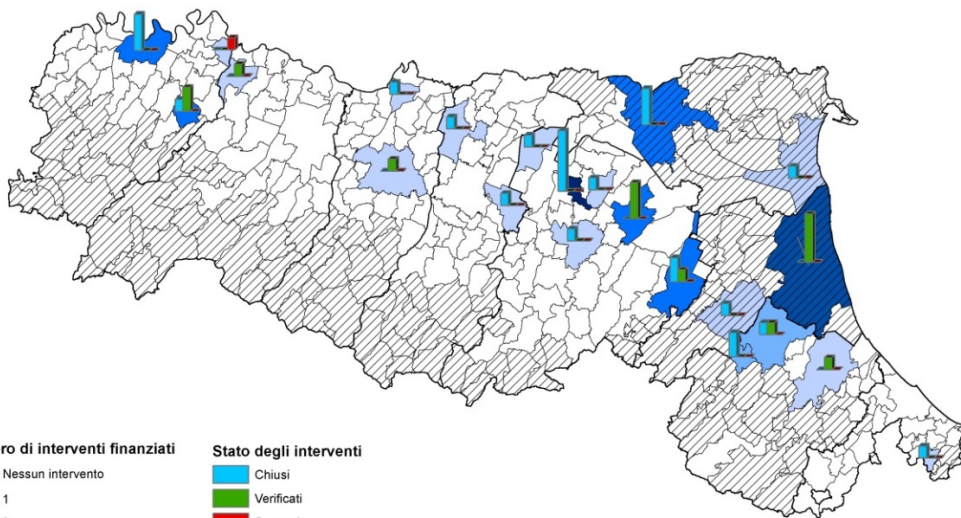 ro di interventi finanziati
Nessun intervento
1
Stato degli interventi
Chiusi
Verificati